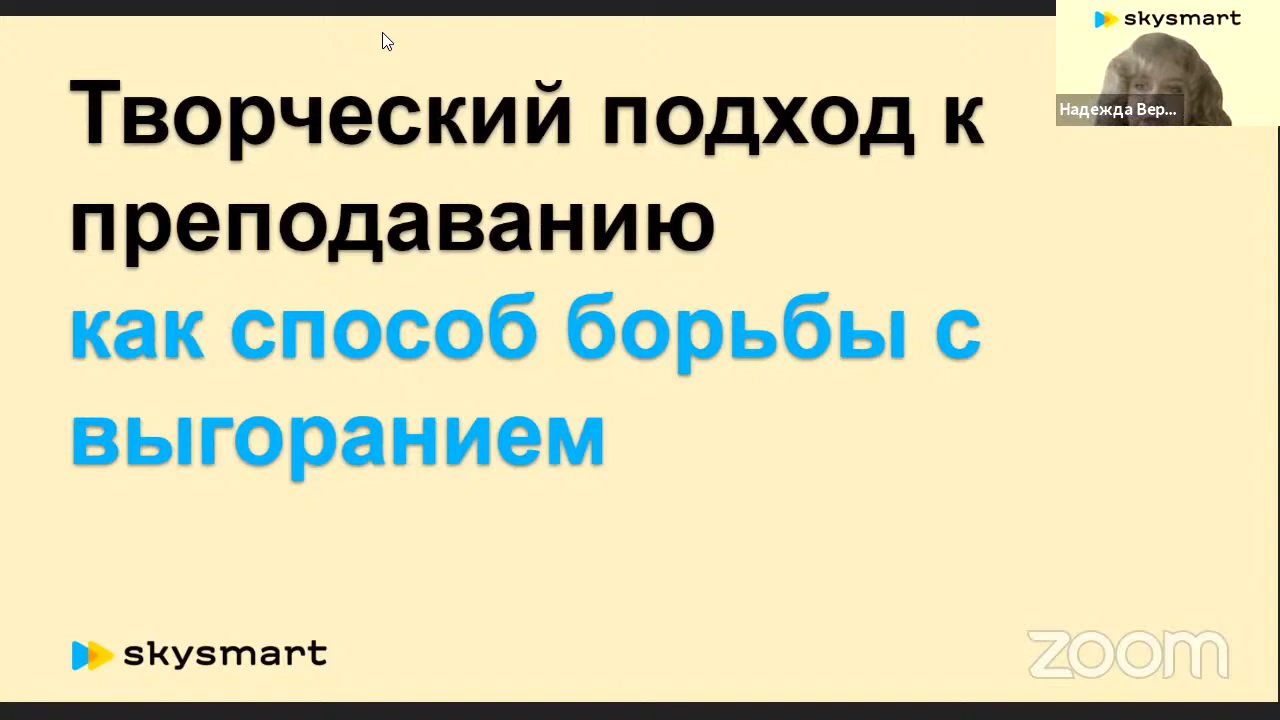 skysmart
Надежда Вер...
Творческий подход к
преподаванию
как способ борьбы с
выгоранием
skysmart
zoom